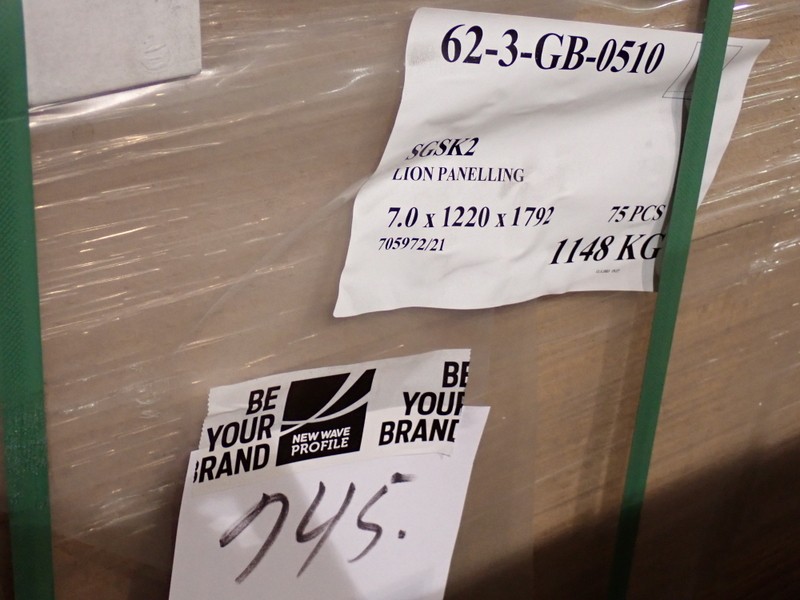 62-3-GB-0510
SGSK2
LION PANELLING
7.0 x 1220 x 1792
75 PCS
705972/21
1148 KG
BE YOUR BRAND
NEW WAVE
PROFILE
BE YOUR BRAND
745.